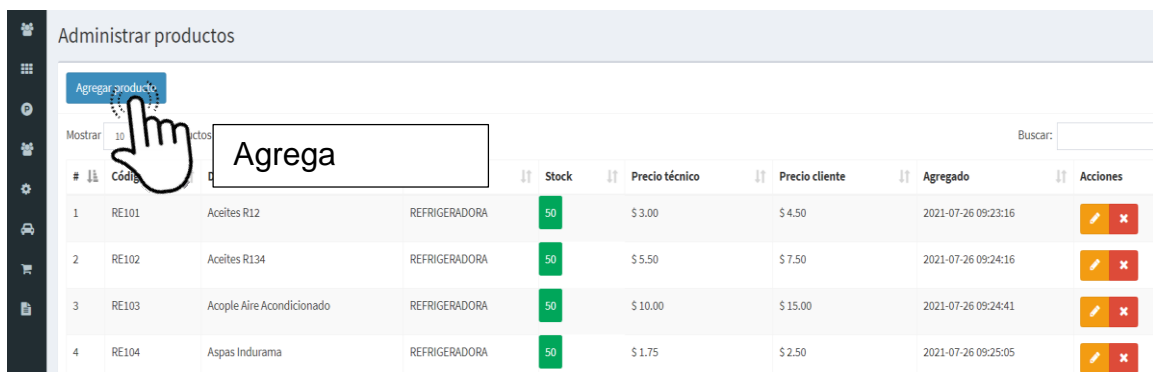 Administrar productos
Agregar producto
Mostrar 10
Buscar:
Agrega
# Stock Precio técnico Precio cliente Agregado Acciones
1 RE101 Aceites R12 REFRIGERADORA 50 $ 3.00 $ 4.50 2021-07-26 09:23:16
2 RE102 Aceites R134 REFRIGERADORA 50 $ 5.50 $ 7.50 2021-07-26 09:24:16
3 RE103 Acople Aire Acondicionado REFRIGERADORA 50 $ 10.00 $ 15.00 2021-07-26 09:24:41
4 RE104 Aspas Indurama REFRIGERADORA 50 $ 1.75 $ 2.50 2021-07-26 09:25:05